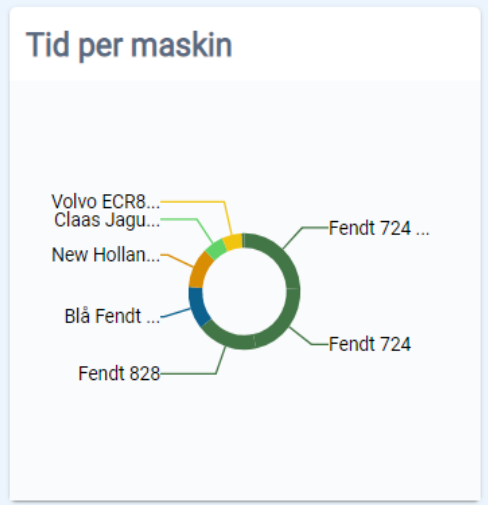 Tid per maskin
Volvo ECR8...
Claas Jagu...
Fendt 724 ...
New Hollan...
Blå Fendt ...
Fendt 724
Fendt 828